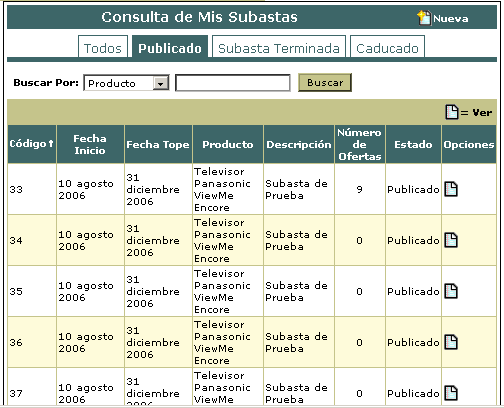 Consulta de Mis Subastas
Nueva
Todos Publicado Subasta Terminada Caducado
Buscar Por: Producto Buscar
= Ver
Código↑ Fecha Inicio Fecha Tope Producto Descripción Número de Ofertas Estado Opciones
33 10 agosto 2006 31 diciembre 2006 Televisor Panasonic ViewMe Encore Subasta de Prueba 9 Publicado
34 10 agosto 2006 31 diciembre 2006 Televisor Panasonic ViewMe Encore Subasta de Prueba 0 Publicado
35 10 agosto 2006 31 diciembre 2006 Televisor Panasonic ViewMe Encore Subasta de Prueba 0 Publicado
36 10 agosto 2006 31 diciembre 2006 Televisor Panasonic ViewMe Encore Subasta de Prueba 0 Publicado
37 10 agosto 2006 31 diciembre 2006 Televisor Panasonic ViewMe Encore Subasta de Prueba 0 Publicado